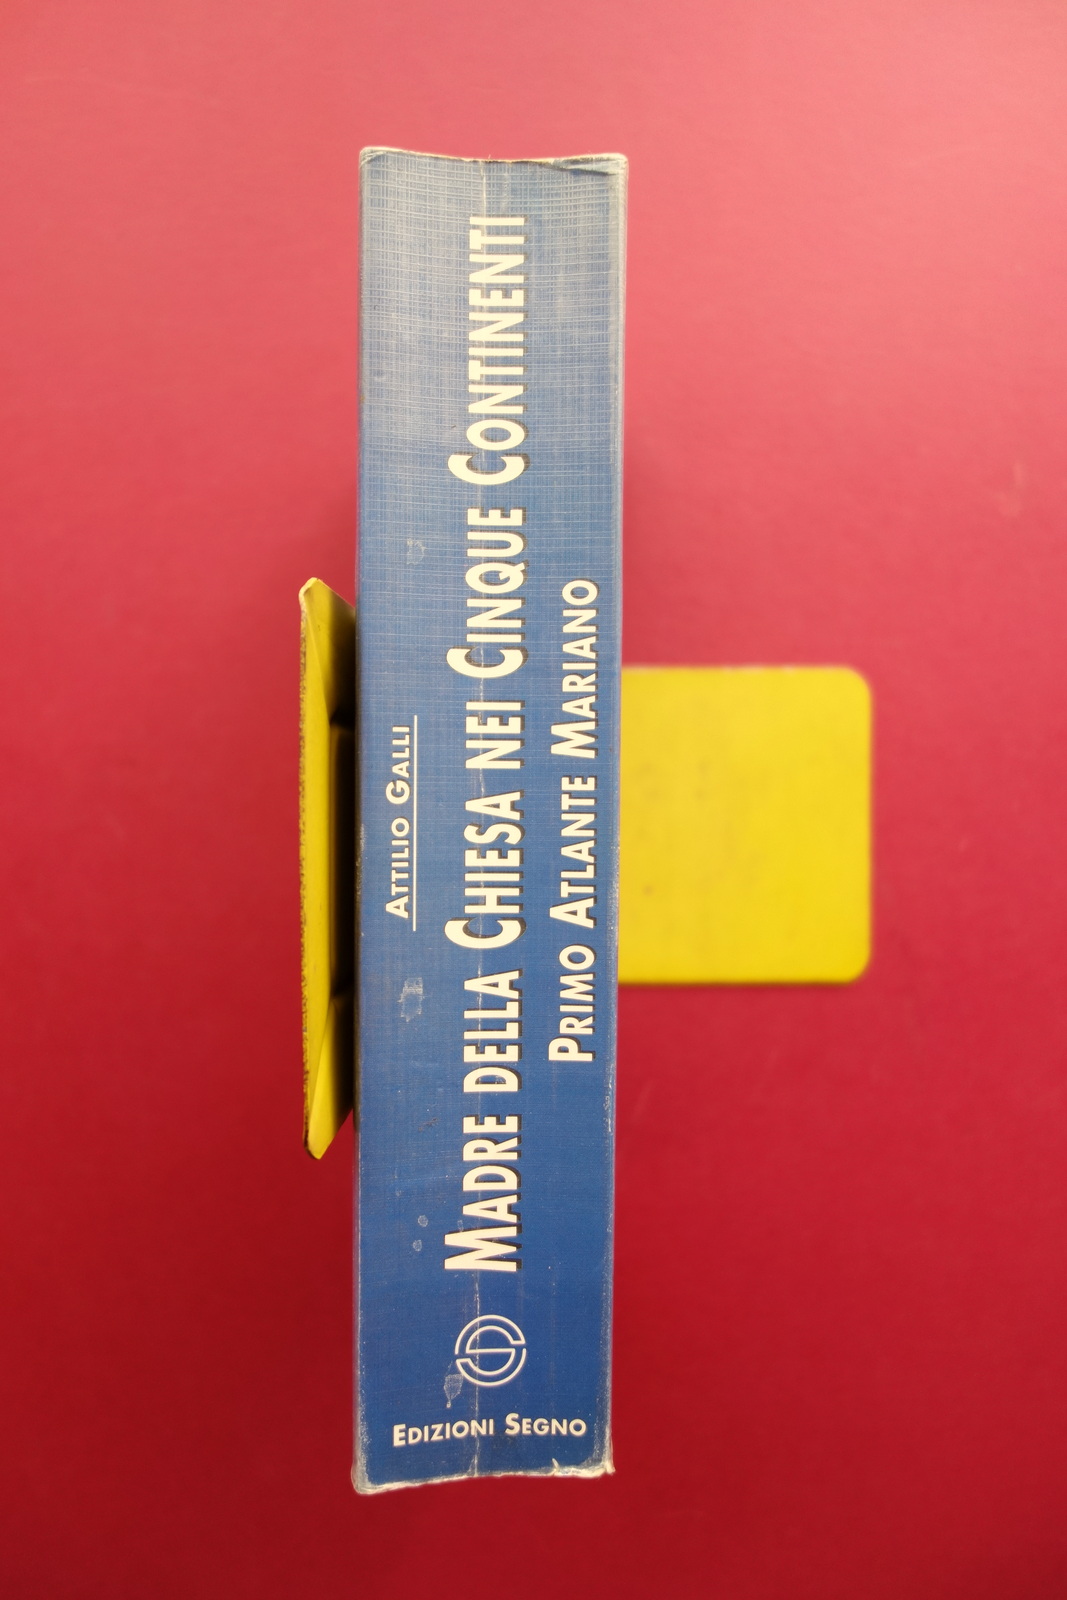 ATTILIO GALLI
MADRE DELLA CHIESA NEI CINQUE CONTINENTI
PRIMO ATLANTE MARIANO
EDIZIONI SEGNO